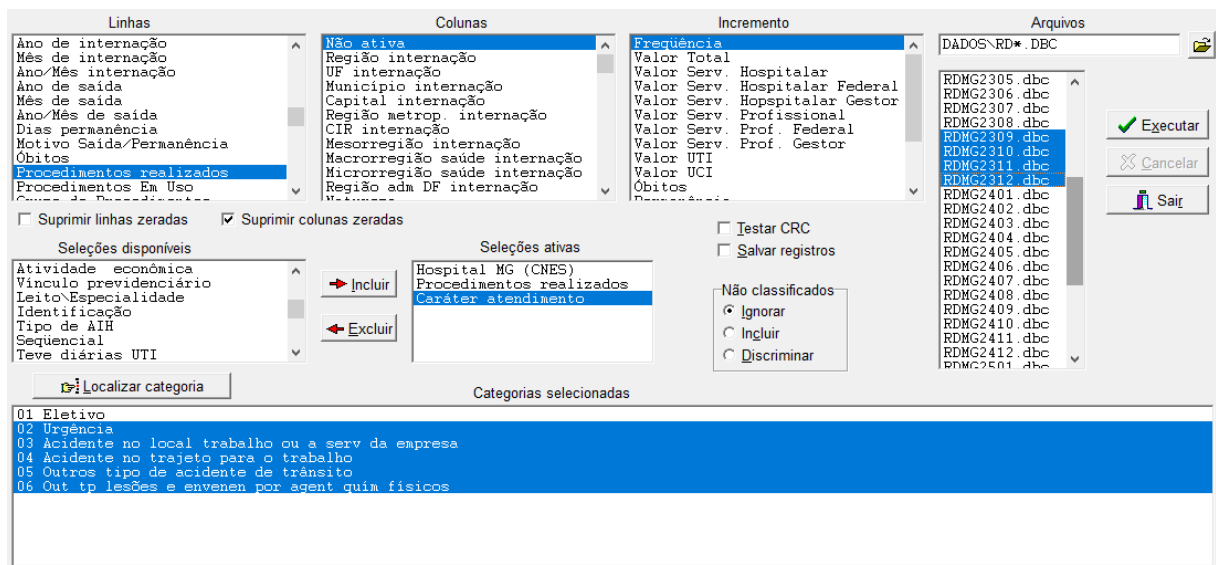 Linhas
Ano de internação
Mês de internação
Ano/Mês internação
Ano de saída
Mês de saída
Ano/Mês de saída
Dias permanência
Motivo Saída/Permanência
Óbitos
Procedimentos realizados
Procedimentos Em Uso
Colunas
Não ativa
Região internação
UF internação
Município internação
Capital internação
Região metrop. internação
CIR internação
Mesorregião internação
Macrorregião saúde internação
Microrregião saúde internação
Região adm DF internação
Incremento
Freqüência
Valor Total
Valor Serv. Hospitalar
Valor Serv. Hospitalar Federal
Valor Serv. Hopspitalar Gestor
Valor Serv. Profissional
Valor Serv. Prof. Federal
Valor Serv. Prof. Gestor
Valor UTI
Valor UCI
Óbitos
Arquivos
DADOS\RD*.DBC
RDMG2305.dbc
RDMG2306.dbc
RDMG2307.dbc
RDMG2308.dbc
RDMG2309.dbc
RDMG2310.dbc
RDMG2311.dbc
RDMG2312.dbc
RDMG2401.dbc
RDMG2402.dbc
RDMG2403.dbc
RDMG2404.dbc
RDMG2405.dbc
RDMG2406.dbc
RDMG2407.dbc
RDMG2408.dbc
RDMG2409.dbc
RDMG2410.dbc
RDMG2411.dbc
RDMG2412.dbc
RDMG2501.dbc
Executar
Cancelar
Sair
Suprimir linhas zeradas
Suprimir colunas zeradas
Testar CRC
Salvar registros
Seleções disponíveis
Atividade econômica
Vínculo previdenciário
Leito\Especialidade
Identificação
Tipo de AIH
Seqüencial
Teve diárias UTI
Incluir
Excluir
Seleções ativas
Hospital MG (CNES)
Procedimentos realizados
Caráter atendimento
Não classificados
Ignorar
Incluir
Discriminar
Localizar categoria
Categorias selecionadas
01 Eletivo
02 Urgência
03 Acidente no local trabalho ou a serv da empresa
04 Acidente no trajeto para o trabalho
05 Outros tipo de acidente de trânsito
06 Out tp lesões e envenen por agent quím físicos